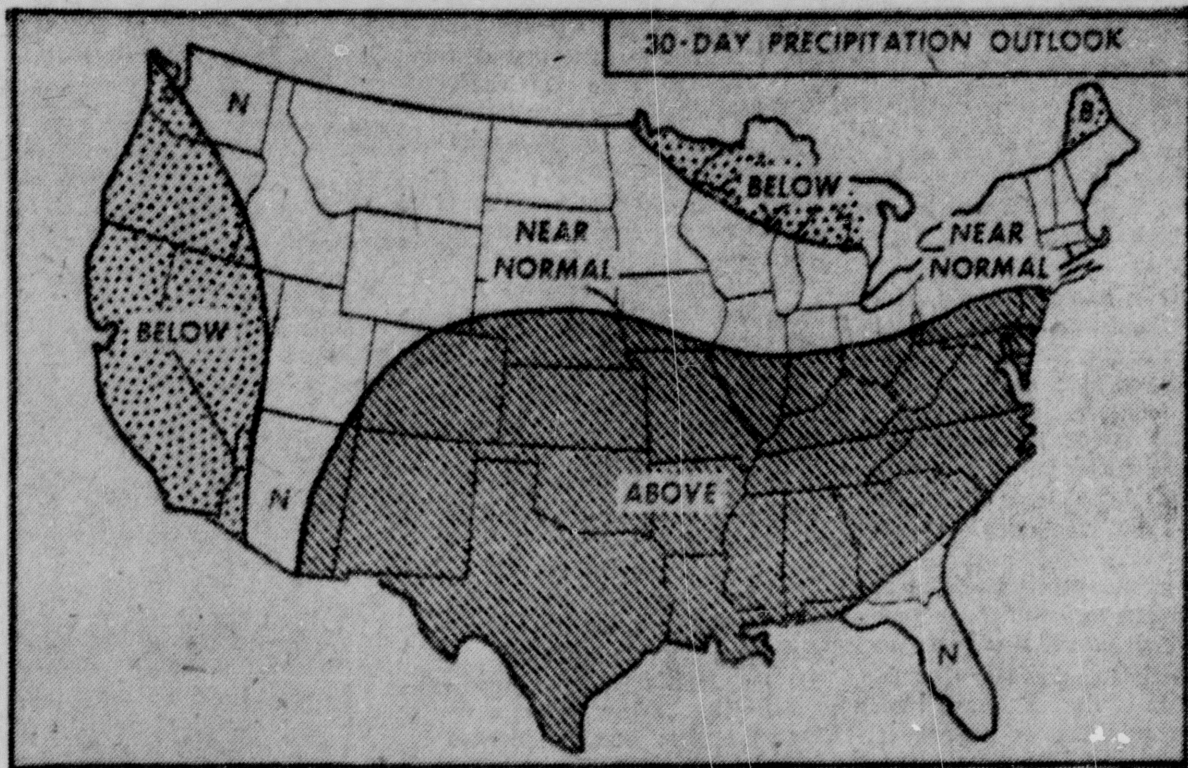 30-DAY PRECIPITATION OUTLOOK
N
B
BELOW
NEAR
NORMAL
NEAR
NORMAL
BELOW
ABOVE
N
N